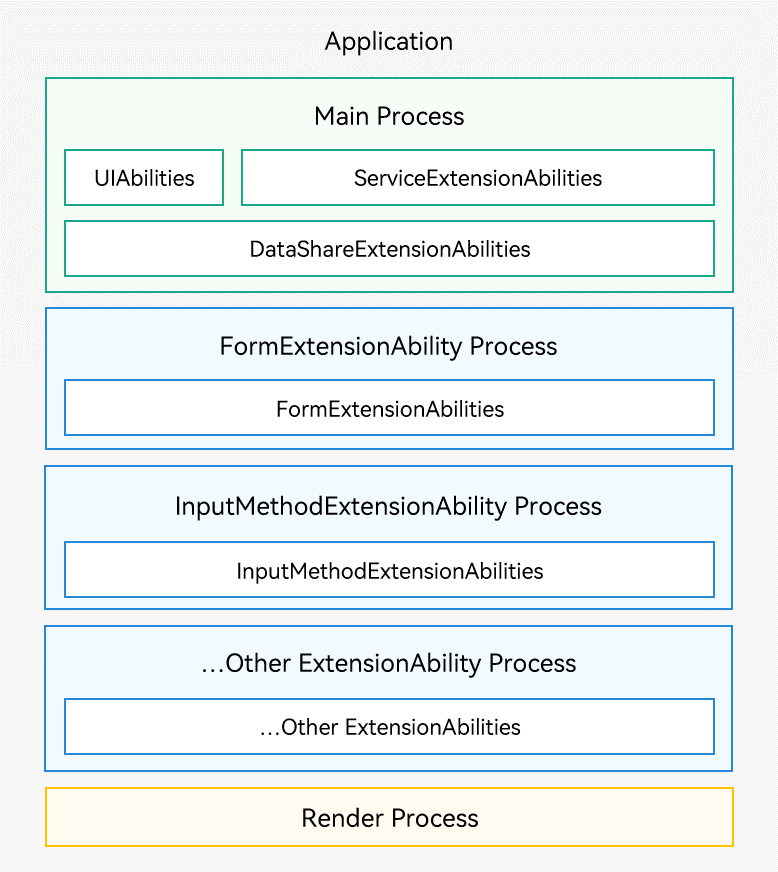 Application
Main Process
UIAbilities
ServiceExtensionAbilities
DataShareExtensionAbilities
FormExtensionAbility Process
FormExtensionAbilities
InputMethodExtensionAbility Process
InputMethodExtensionAbilities
...Other ExtensionAbility Process
...Other ExtensionAbilities
Render Process